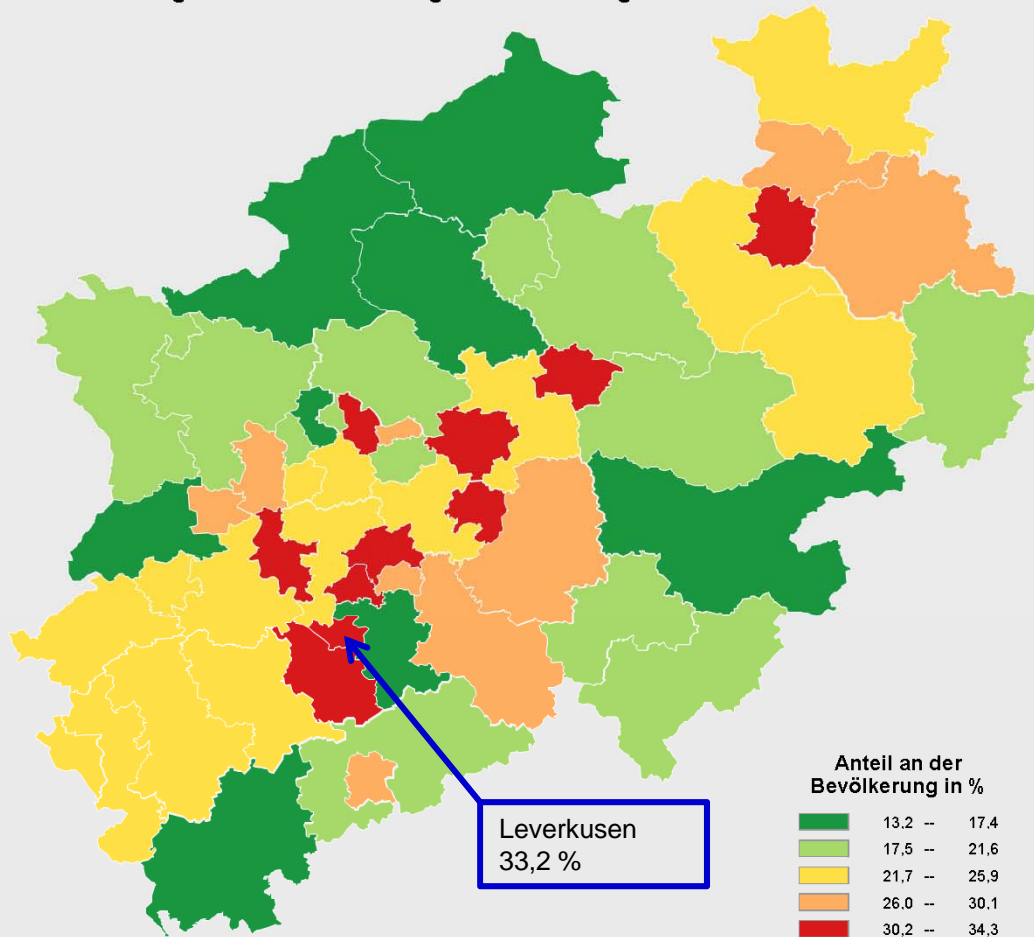 Leverkusen
33,2 %
Anteil an der
Bevölkerung in %
13,2 -- 17,4
17,5 -- 21,6
21,7 -- 25,9
26,0 -- 30,1
30,2 -- 34,3